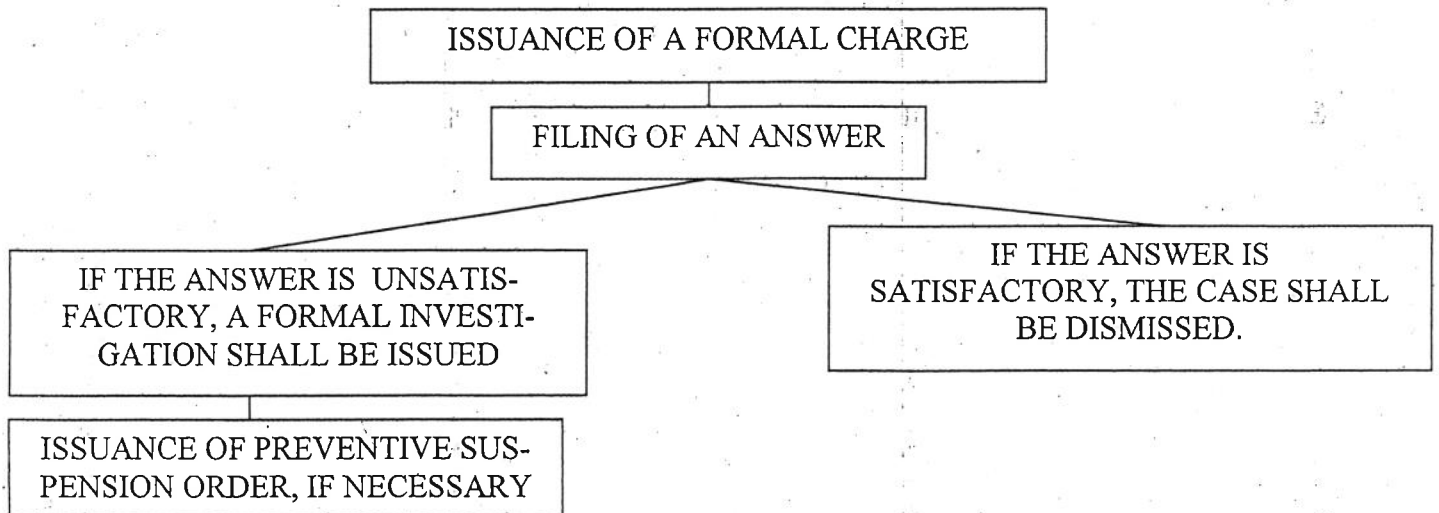 ISSUANCE OF A FORMAL CHARGE
FILING OF AN ANSWER
IF THE ANSWER IS UNSATIS-
FACTORY, A FORMAL INVESTI-
GATION SHALL BE ISSUED
IF THE ANSWER IS
SATISFACTORY, THE CASE SHALL
BE DISMISSED.
ISSUANCE OF PREVENTIVE SUS-
PENSION ORDER, IF NECESSARY